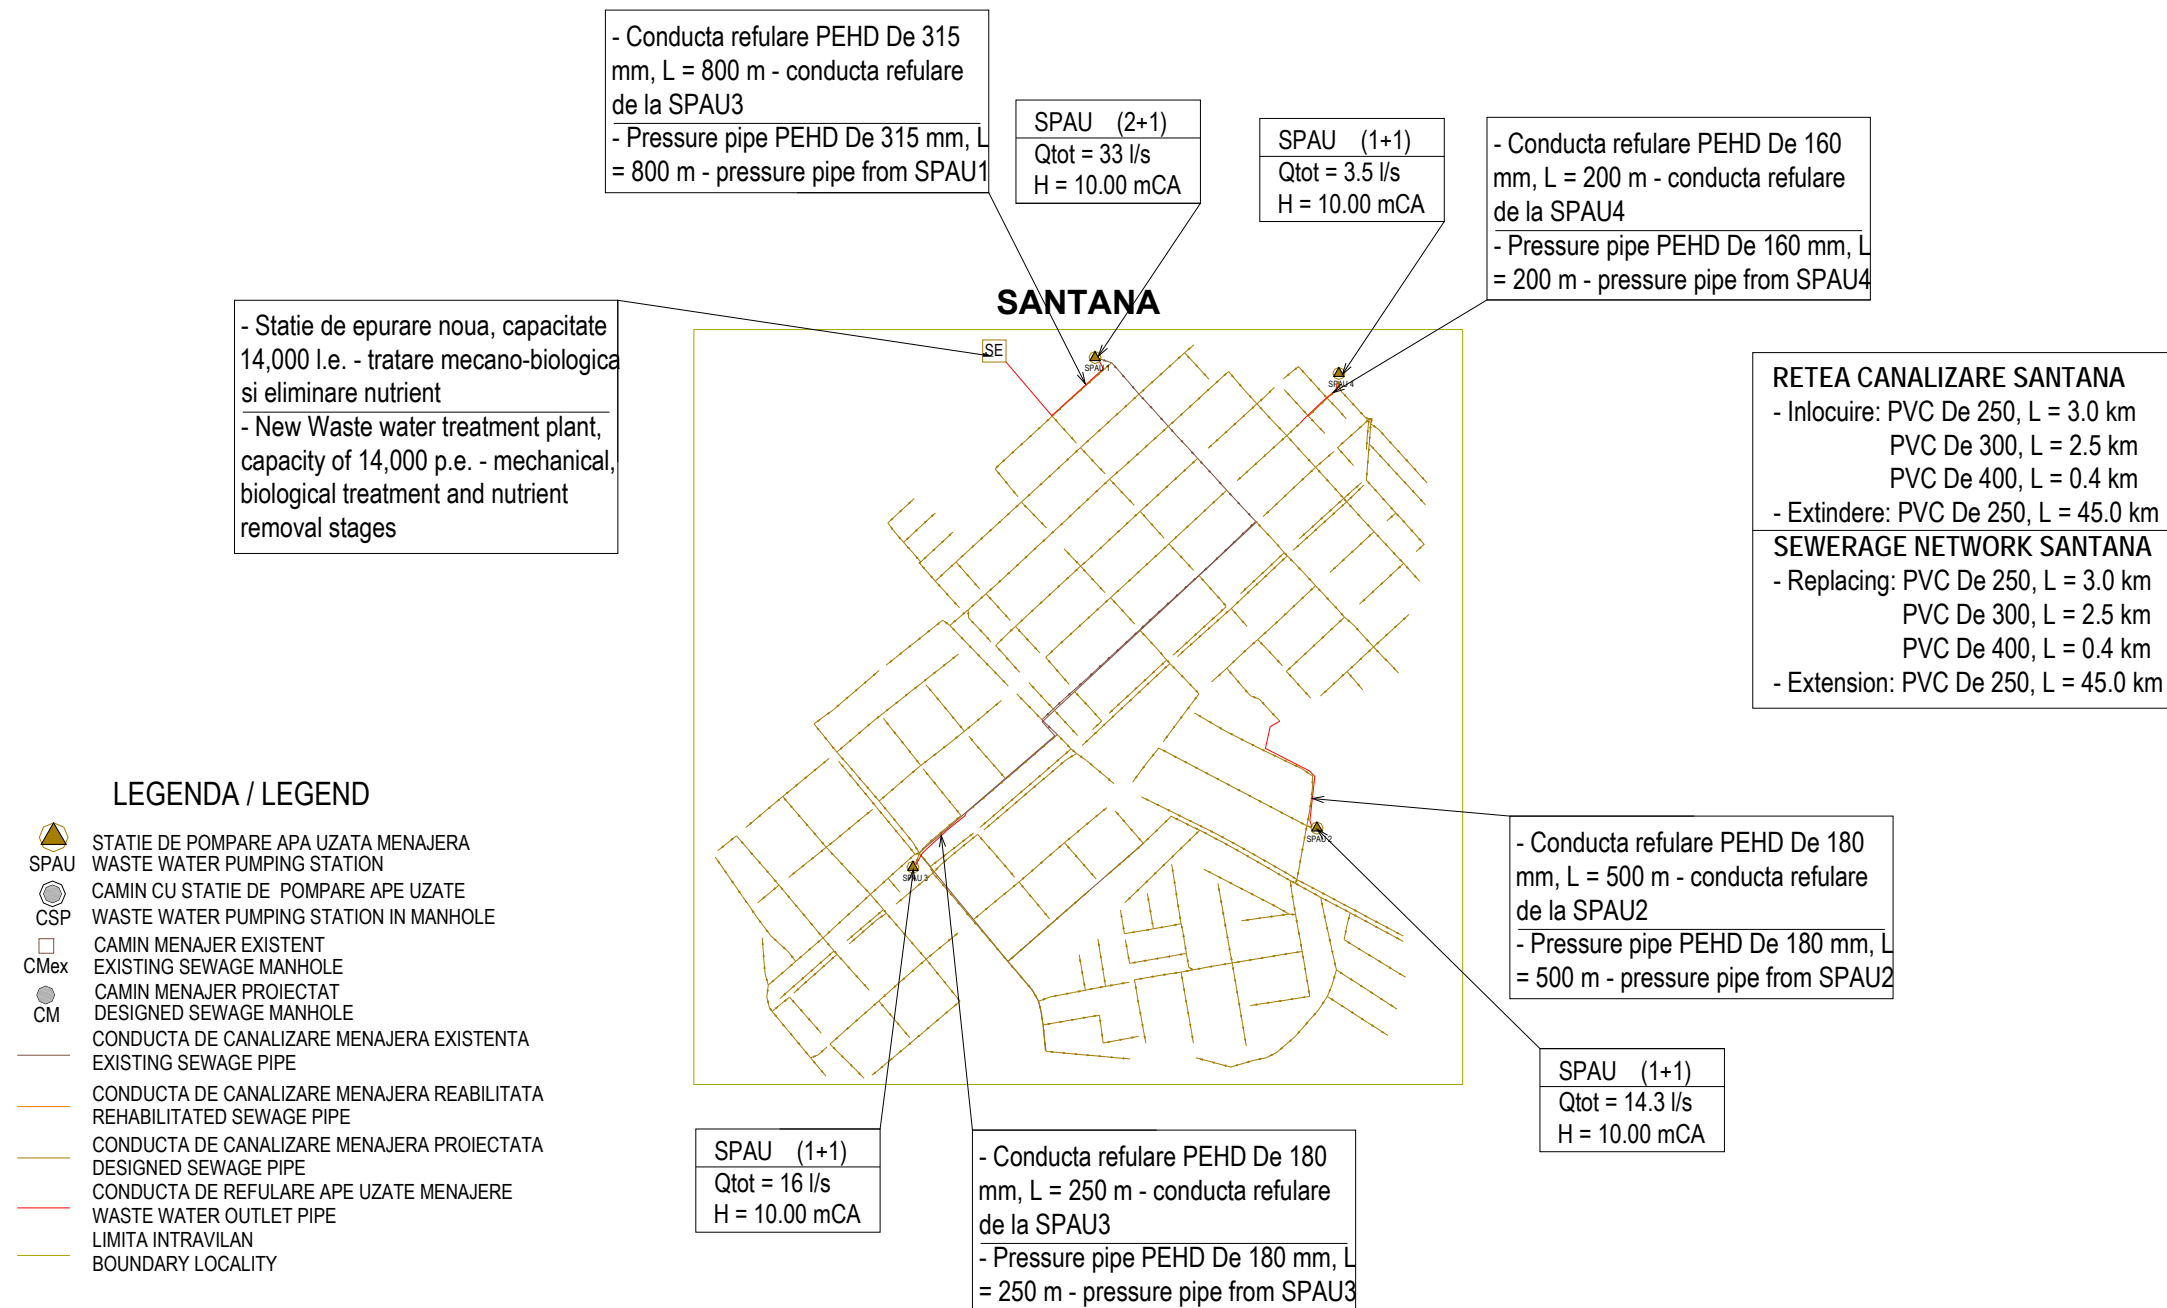 - Conducta refulare PEHD De 315
mm, L = 800 m - conducta refulare
de la SPAU3
- Pressure pipe PEHD De 315 mm, L
= 800 m - pressure pipe from SPAU1
SPAU (2+1)
Qtot = 33 l/s
H = 10.00 mCA
SPAU (1+1)
Qtot = 3.5 l/s
H = 10.00 mCA
- Conducta refulare PEHD De 160
mm, L = 200 m - conducta refulare
de la SPAU4
- Pressure pipe PEHD De 160 mm, L
= 200 m - pressure pipe from SPAU4
SANTANA
- Statie de epurare noua, capacitate
14,000 l.e. - tratare mecano-biologica
si eliminare nutrient
- New Waste water treatment plant,
capacity of 14,000 p.e. - mechanical,
biological treatment and nutrient
removal stages
SE
SPAU 1
SPAU 4
RETEA CANALIZARE SANTANA
- Inlocuire: PVC De 250, L = 3.0 km
PVC De 300, L = 2.5 km
PVC De 400, L = 0.4 km
- Extindere: PVC De 250, L = 45.0 km
SEWERAGE NETWORK SANTANA
- Replacing: PVC De 250, L = 3.0 km
PVC De 300, L = 2.5 km
PVC De 400, L = 0.4 km
- Extension: PVC De 250, L = 45.0 km
SPAU 2
SPAU 3
- Conducta refulare PEHD De 180
mm, L = 500 m - conducta refulare
de la SPAU2
- Pressure pipe PEHD De 180 mm, L
= 500 m - pressure pipe from SPAU2
SPAU (1+1)
Qtot = 14.3 l/s
H = 10.00 mCA
SPAU (1+1)
Qtot = 16 l/s
H = 10.00 mCA
- Conducta refulare PEHD De 180
mm, L = 250 m - conducta refulare
de la SPAU3
- Pressure pipe PEHD De 180 mm, L
= 250 m - pressure pipe from SPAU3
LEGENDA / LEGEND
STATIE DE POMPARE APA UZATA MENAJERA
SPAU WASTE WATER PUMPING STATION
CAMIN CU STATIE DE POMPARE APE UZATE
CSP WASTE WATER PUMPING STATION IN MANHOLE
CAMIN MENAJER EXISTENT
CMex EXISTING SEWAGE MANHOLE
CAMIN MENAJER PROIECTAT
CM DESIGNED SEWAGE MANHOLE
CONDUCTA DE CANALIZARE MENAJERA EXISTENTA
EXISTING SEWAGE PIPE
CONDUCTA DE CANALIZARE MENAJERA REABILITATA
REHABILITATED SEWAGE PIPE
CONDUCTA DE CANALIZARE MENAJERA PROIECTATA
DESIGNED SEWAGE PIPE
CONDUCTA DE REFULARE APE UZATE MENAJERE
WASTE WATER OUTLET PIPE
LIMITA INTRAVILAN
BOUNDARY LOCALITY